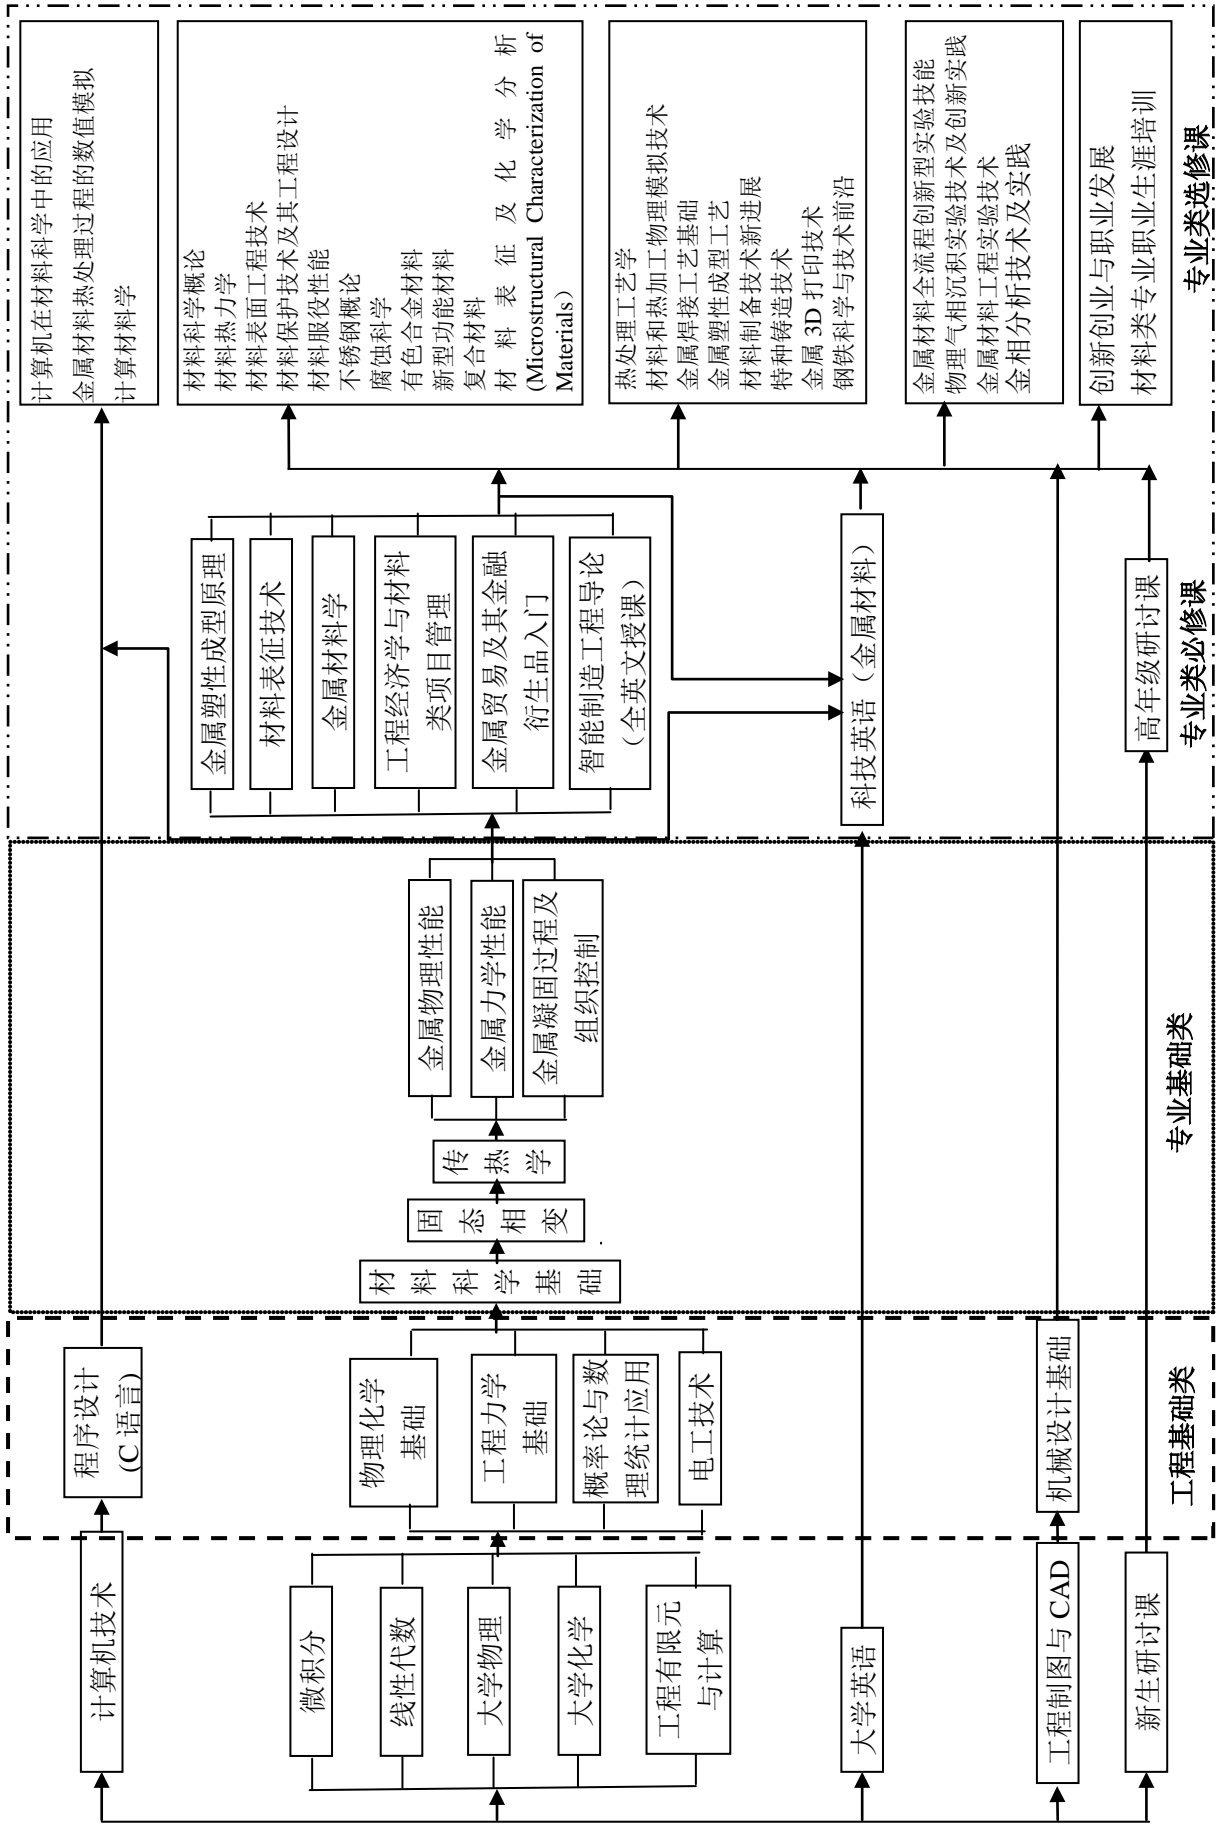 计算机技术
微积分
线性代数
大学物理
大学化学
工程有限元
与计算
大学英语
工程制图与 CAD
新生研讨课
程序设计
(C 语言)
物理化学
基础
工程力学
基础
概率论与数
理统计应用
电工技术
机械设计基础
工程基础类
材料科学基础
固态相变
传热学
金属物理性能
金属力学性能
金属凝固过程及
组织控制
专业基础类
金属塑性成型原理
材料表征技术
金属材料学
工程经济学与材料
类项目管理
金属贸易及其金融
衍生品入门
智能制造工程导论
（全英文授课）
科技英语（金属材料）
高年级研讨课
专业类必修课
计算机在材料科学中的应用
金属材料热处理过程的数值模拟
计算材料学
材料科学概论
材料热力学
材料表面工程技术
材料保护技术及其工程设计
材料服役性能
不锈钢概论
腐蚀科学
有色合金材料
新型功能材料
复合材料
材料表征及化学分析
(Microstructural Characterization of
Materials）
热处理工艺学
材料和热加工物理模拟技术
金属焊接工艺基础
金属塑性成型工艺
材料制备技术新进展
特种铸造技术
金属 3D 打印技术
钢铁科学与技术前沿
金属材料全流程创新型实验技能
物理气相沉积实验技术及创新实践
金属材料工程实验技术
金相分析技术及实践
创新创业与职业发展
材料类专业职业生涯培训
专业类选修课